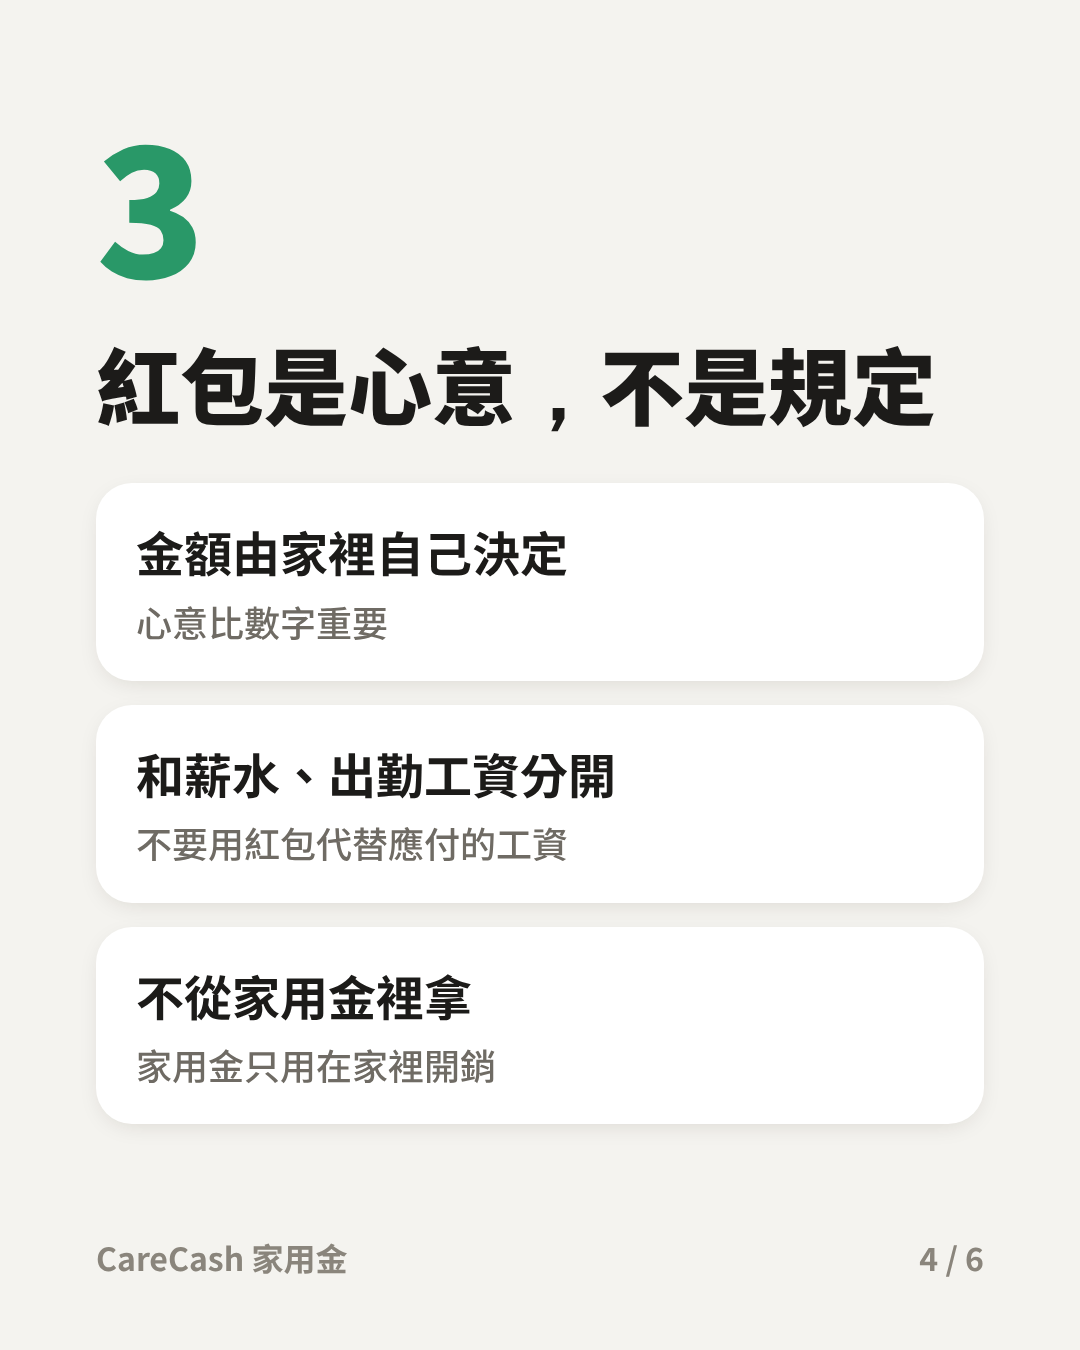 3
紅包是心意，不是規定
金額由家裡自己決定
心意比數字重要
和薪水、出勤工資分開
不要用紅包代替應付的工資
不從家用金裡拿
家用金只用在家裡開銷
CareCash 家用金
4 / 6